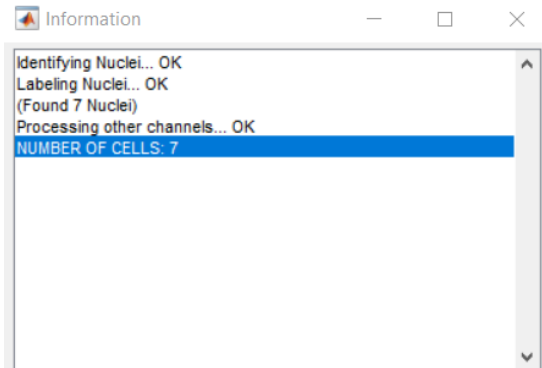 Information
Identifying Nuclei... OK
Labeling Nuclei... OK
(Found 7 Nuclei)
Processing other channels... OK
NUMBER OF CELLS: 7